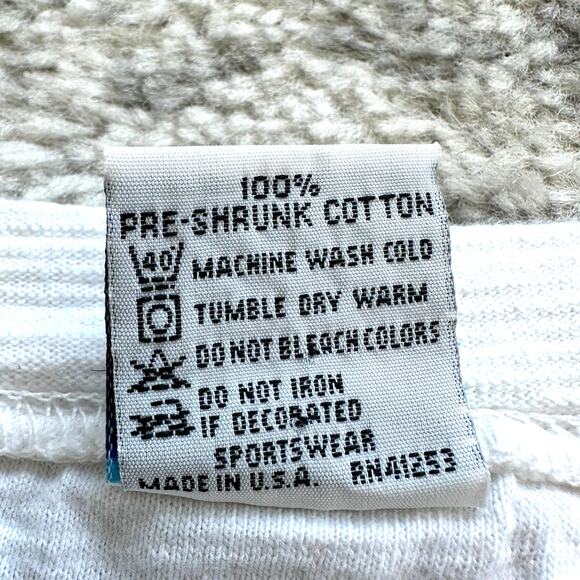 100%
PRE-SHRUNK COTTON
40° MACHINE WASH COLD
TUMBLE DRY WARM
DO NOT BLEACH COLORS
DO NOT IRON
IF DECORATED
SPORTSWEAR
MADE IN U.S.A. RN41253